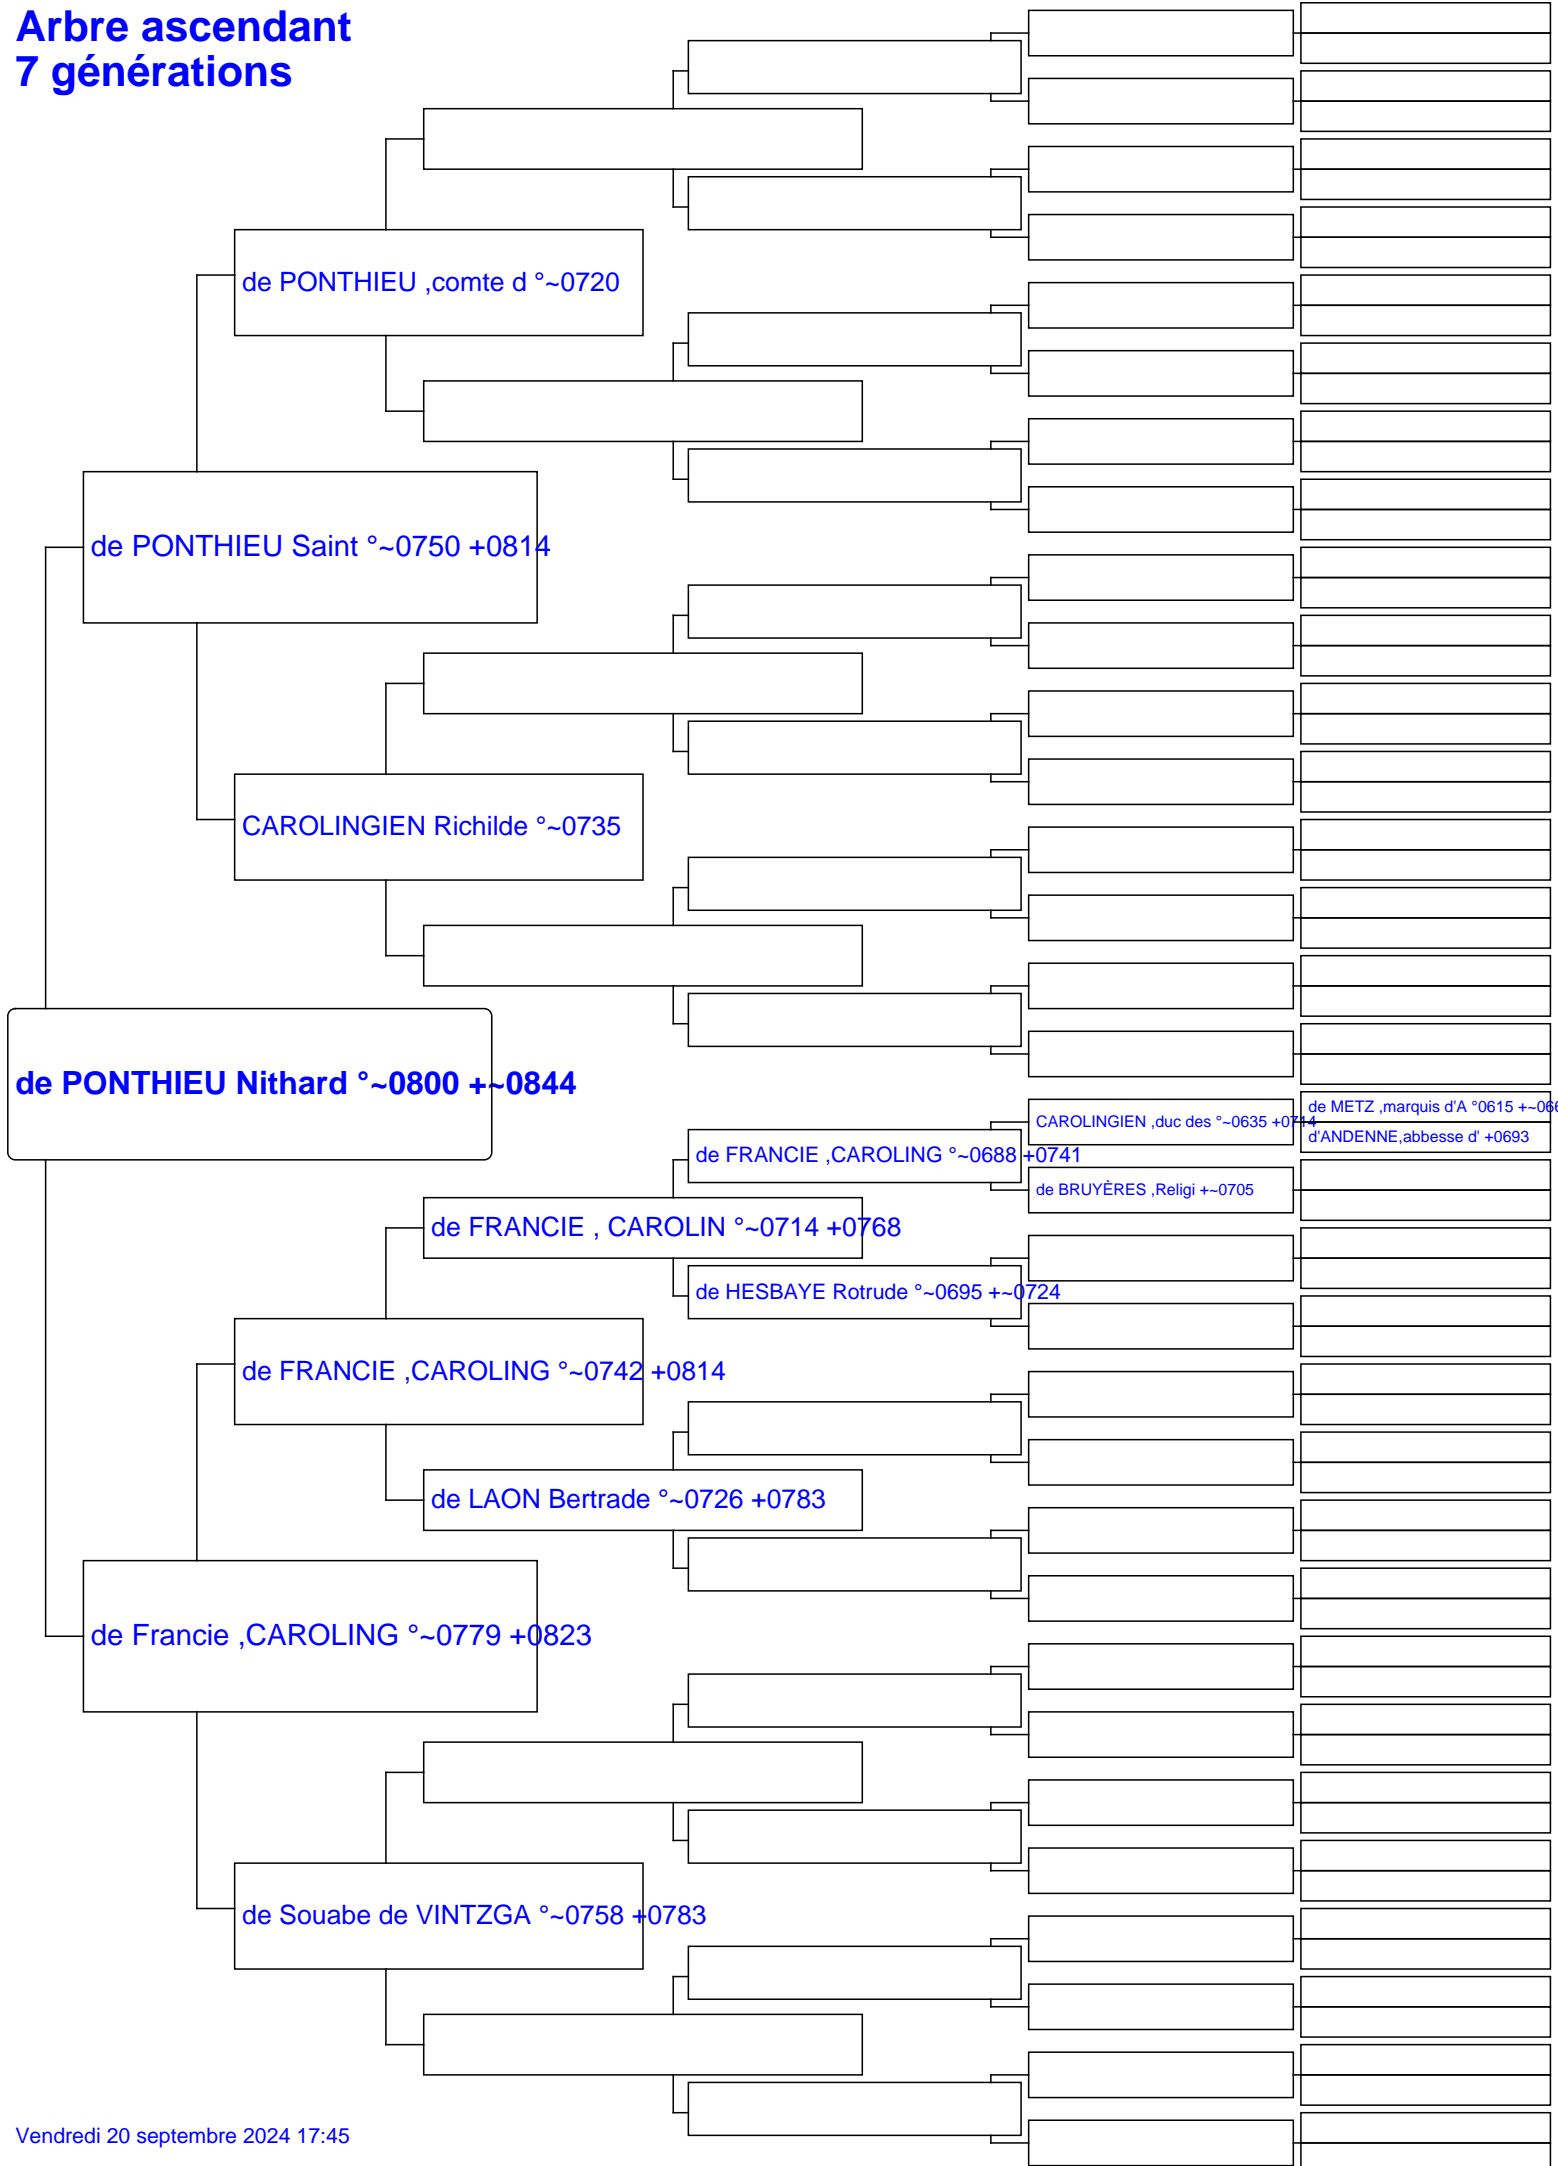 Arbre ascendant
7 générations
de PONTHIEU ,comte d °~0720
de PONTHIEU Saint °~0750 +0814
CAROLINGIEN Richilde °~0735
de PONTHIEU Nithard °~0800 +~0844
de METZ ,marquis d'A °0615 +~066
CAROLINGIEN ,duc des °~0635 +0714
d'ANDENNE,abbesse d' +0693
de FRANCIE ,CAROLING °~0688 +0741
de BRUYÈRES ,Religi +~0705
de FRANCIE , CAROLIN °~0714 +0768
de HESBAYE Rotrude °~0695 +~0724
de FRANCIE ,CAROLING °~0742 +0814
de LAON Bertrade °~0726 +0783
de Francie ,CAROLING °~0779 +0823
de Souabe de VINTZGA °~0758 +0783
Vendredi 20 septembre 2024 17:45